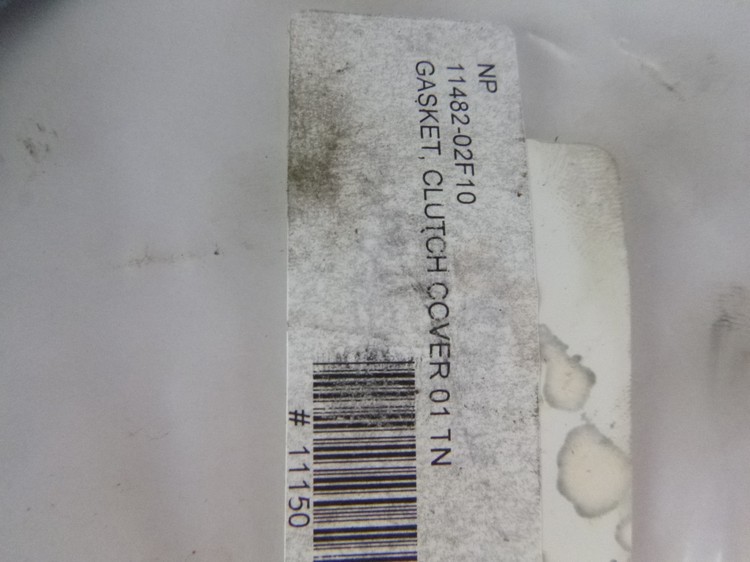 NP
11482-02F10
GASKET, CLUTCH COVER 01 TN
# 11150